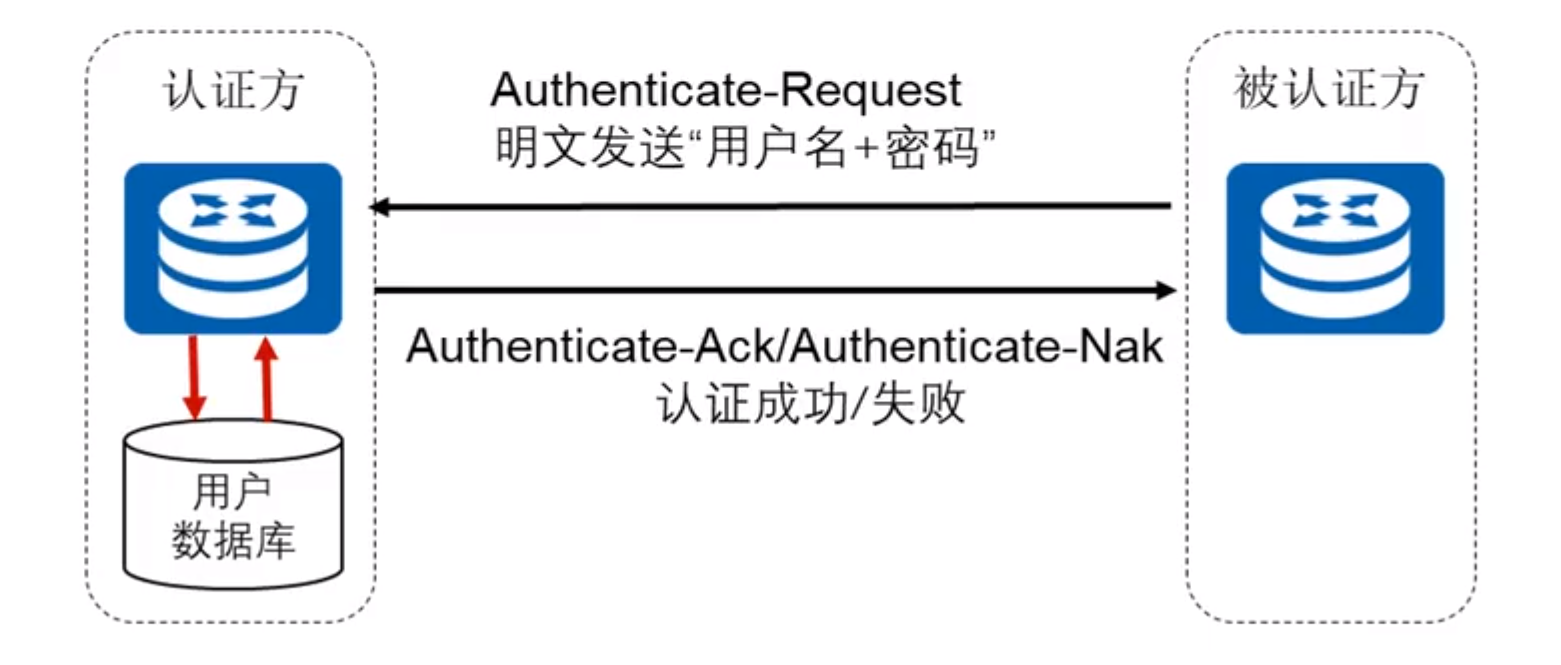 认证方
Authenticate-Request
明文发送“用户名+密码”
被认证方
Authenticate-Ack/Authenticate-Nak
认证成功/失败
用户
数据库